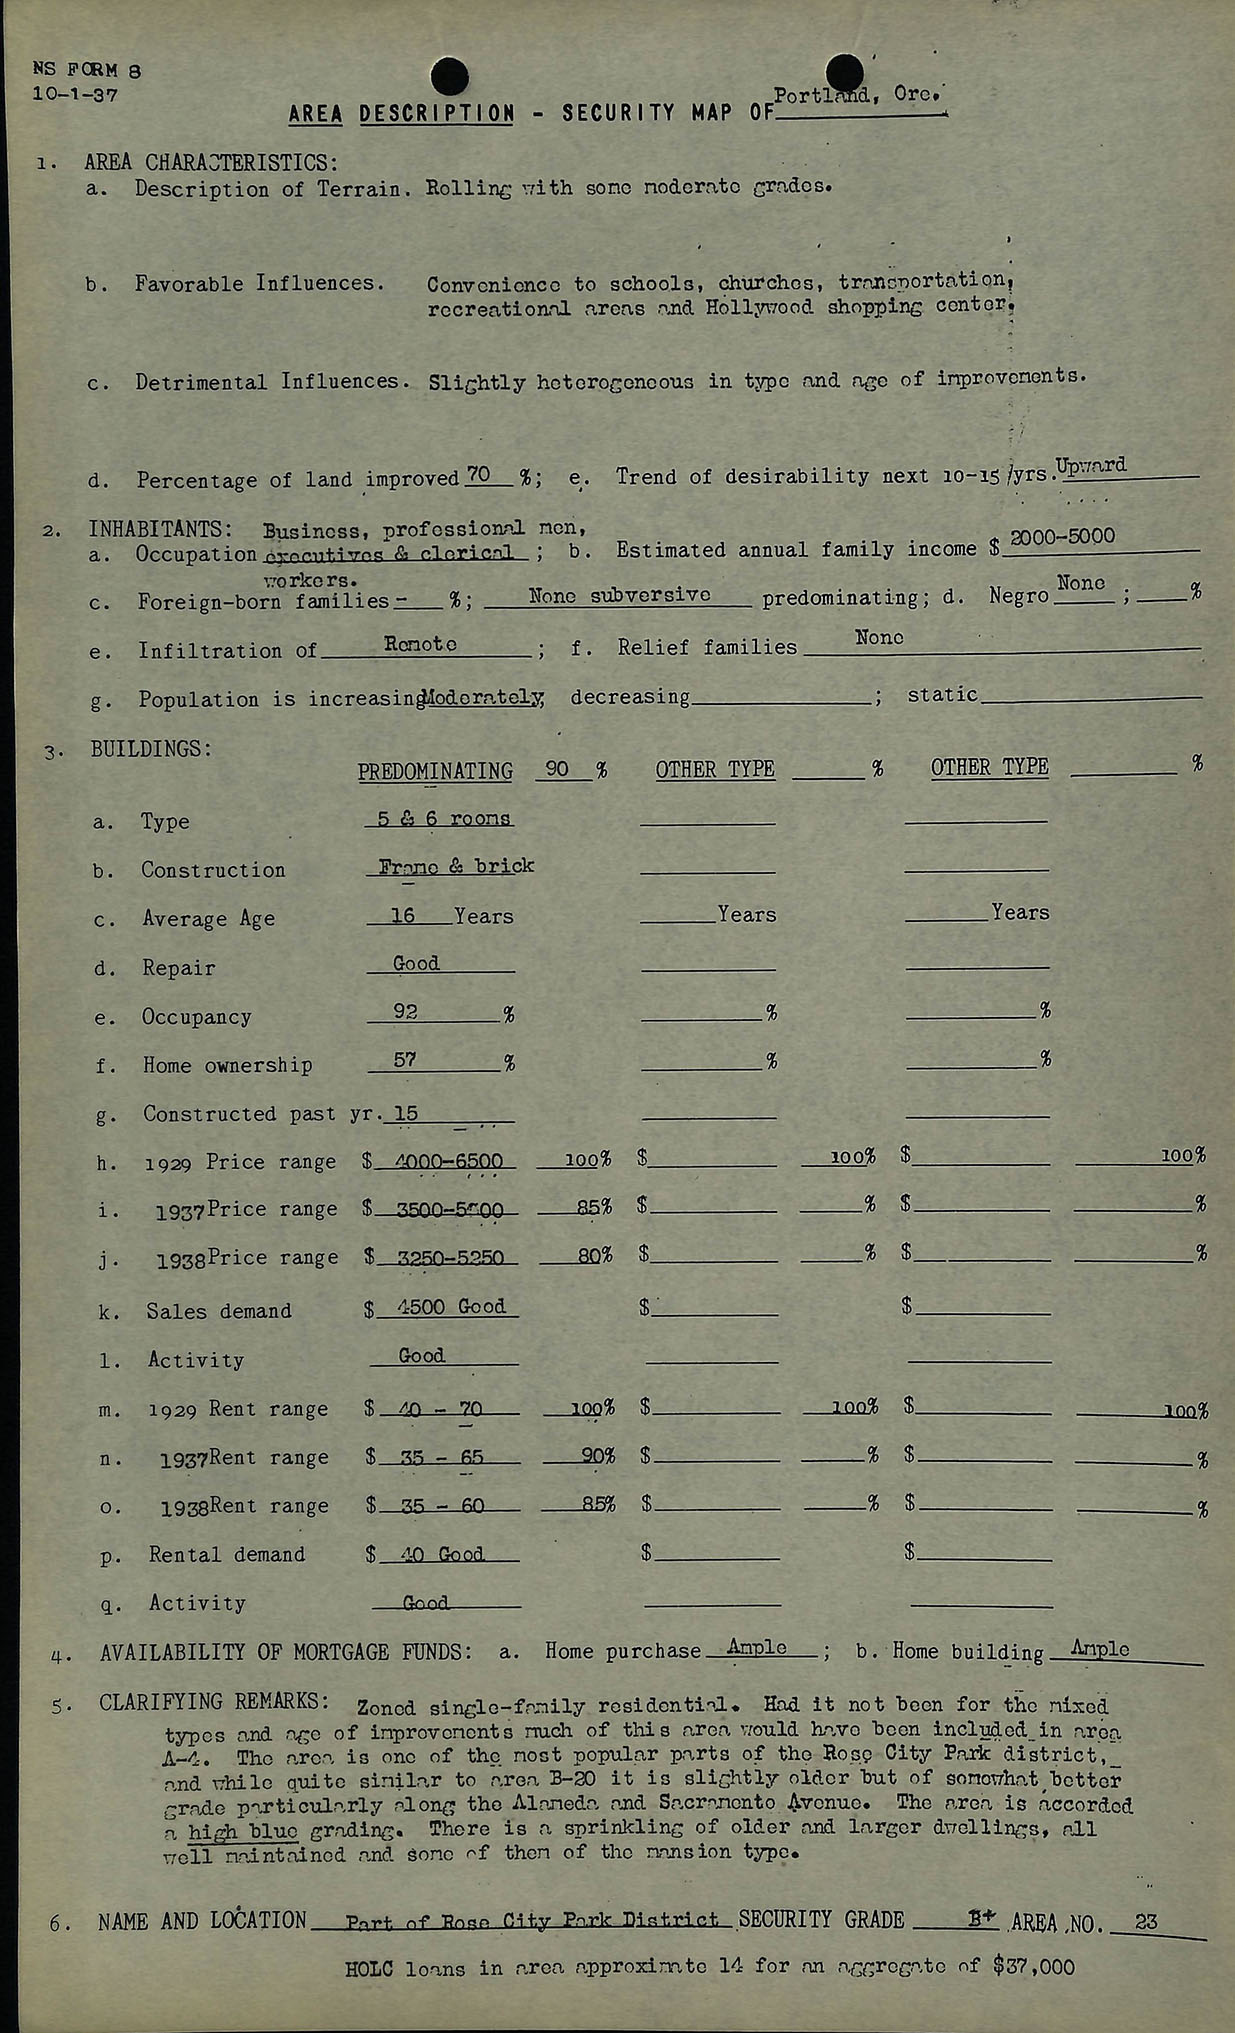 NS FORM 8
10-1-37
AREA DESCRIPTION - SECURITY MAP OF Portland, Ore.
1. AREA CHARACTERISTICS:
a. Description of Terrain. Rolling with some moderate grades.
b. Favorable Influences. Convenience to schools, churches, transportation,
recreational areas and Hollywood shopping center.
c. Detrimental Influences. Slightly heterogeneous in type and age of improvements.
d. Percentage of land improved 70 %; e. Trend of desirability next 10-15 yrs. Upward
2. INHABITANTS: Business, professional men,
a. Occupation executives & clerical ; b. Estimated annual family income $ 2000-5000
workers.
c. Foreign-born families - %; None subversive predominating; d. Negro None ; %
e. Infiltration of Remote ; f. Relief families None
g. Population is increasing Moderately; decreasing ; static
3. BUILDINGS:
PREDOMINATING 90 % OTHER TYPE % OTHER TYPE %
a. Type 5 & 6 rooms
b. Construction Frame & brick
c. Average Age 16 Years Years Years
d. Repair Good
e. Occupancy 92 % % %
f. Home ownership 57 % % %
g. Constructed past yr. 15
h. 1929 Price range $ 4000-6500 100% $ 100% $ 100%
i. 1937 Price range $ 3500-5500 85% $ % $ %
j. 1938 Price range $ 3250-5250 80% $ % $ %
k. Sales demand $ 4500 Good $ $
l. Activity Good
m. 1929 Rent range $ 40 - 70 100% $ 100% $ 100%
n. 1937 Rent range $ 35 - 65 90% $ % $ %
o. 1938 Rent range $ 35 - 60 85% $ % $ %
p. Rental demand $ 40 Good $ $
q. Activity Good
4. AVAILABILITY OF MORTGAGE FUNDS: a. Home purchase Ample ; b. Home building Ample
5. CLARIFYING REMARKS: Zoned single-family residential. Had it not been for the mixed
types and age of improvements much of this area would have been included in area
A-4. The area is one of the most popular parts of the Rose City Park district,
and while quite similar to area B-20 it is slightly older but of somewhat better
grade particularly along the Alameda and Sacramento Avenue. The area is accorded
a high blue grading. There is a sprinkling of older and larger dwellings, all
well maintained and some of them of the mansion type.
6. NAME AND LOCATION Part of Rose City Park District SECURITY GRADE B+ AREA NO. 23
HOLC loans in area approximate 14 for an aggregate of $37,000